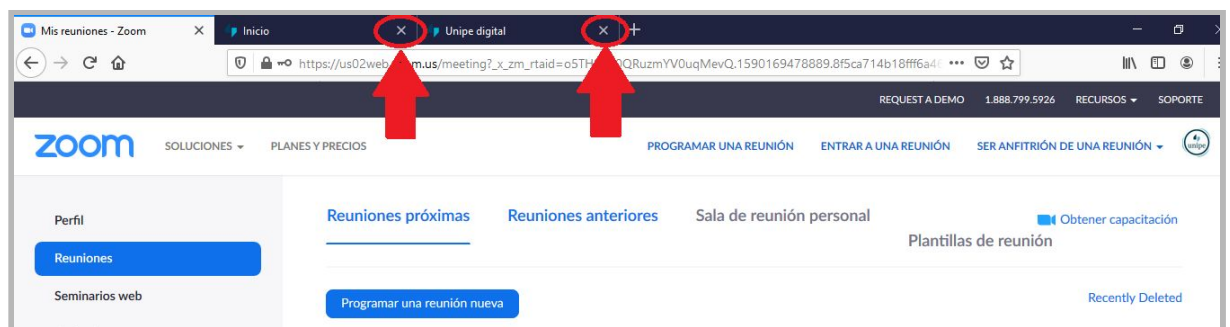 Mis reuniones - Zoom Inicio Unipe digital
REQUEST A DEMO 1.888.799.5926 RECURSOS SOPORTE
zoom SOLUCIONES PLANES Y PRECIOS PROGRAMAR UNA REUNIÓN ENTRAR A UNA REUNIÓN SER ANFITRIÓN DE UNA REUNIÓN unipe
Perfil
Reuniones
Seminarios web
Reuniones próximas Reuniones anteriores Sala de reunión personal
Plantillas de reunión
Obtener capacitación
Programar una reunión nueva
Recently Deleted